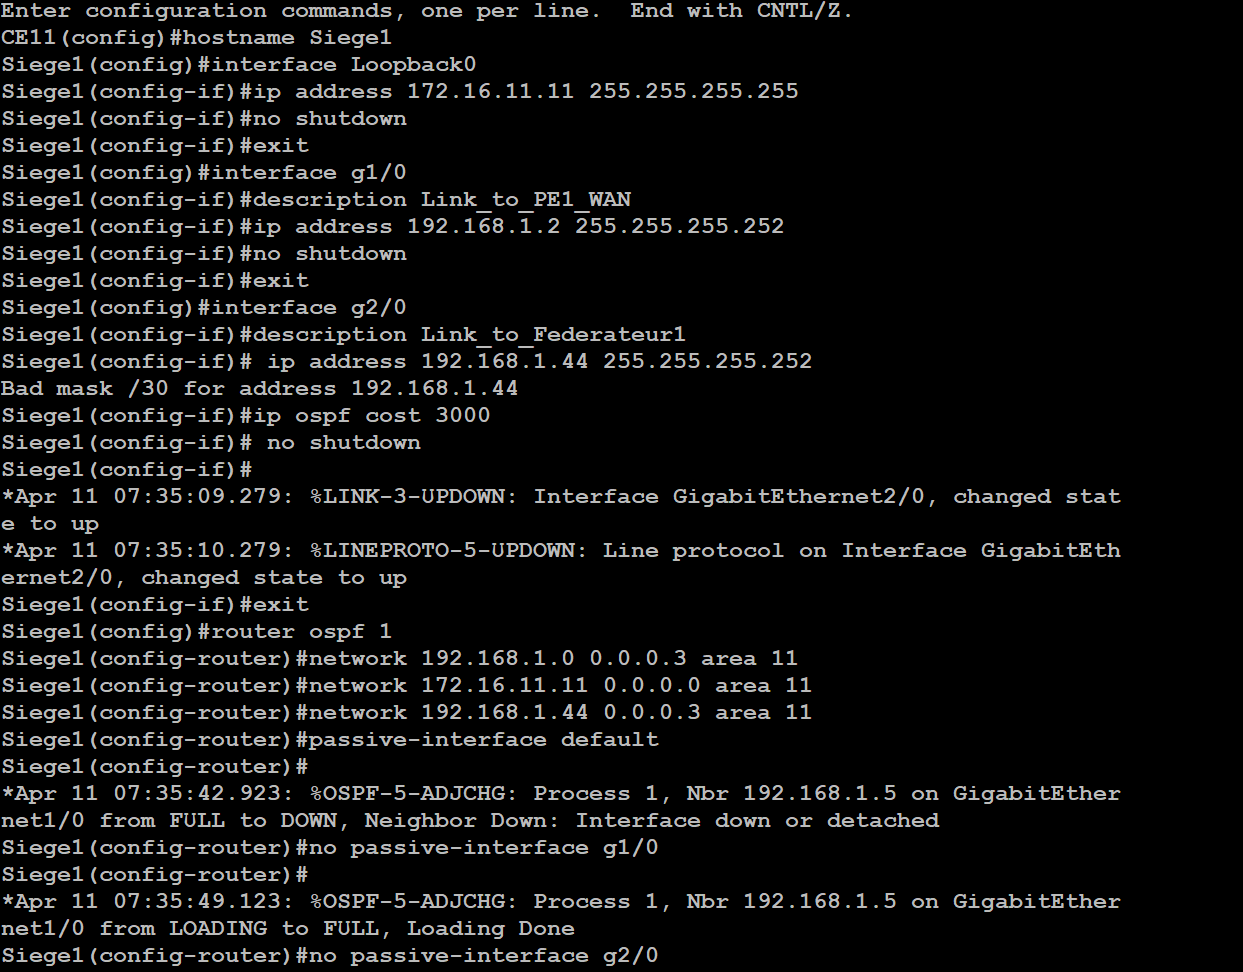 Enter configuration commands, one per line.  End with CNTL/Z.
CE11(config)#hostname Siege1
Siege1(config)#interface Loopback0
Siege1(config-if)#ip address 172.16.11.11 255.255.255.255
Siege1(config-if)#no shutdown
Siege1(config-if)#exit
Siege1(config)#interface g1/0
Siege1(config-if)#description Link_to_PE1_WAN
Siege1(config-if)#ip address 192.168.1.2 255.255.255.252
Siege1(config-if)#no shutdown
Siege1(config-if)#exit
Siege1(config)#interface g2/0
Siege1(config-if)#description Link_to_Federateur1
Siege1(config-if)# ip address 192.168.1.44 255.255.255.252
Bad mask /30 for address 192.168.1.44
Siege1(config-if)#ip ospf cost 3000
Siege1(config-if)# no shutdown
Siege1(config-if)#
*Apr 11 07:35:09.279: %LINK-3-UPDOWN: Interface GigabitEthernet2/0, changed stat
e to up
*Apr 11 07:35:10.279: %LINEPROTO-5-UPDOWN: Line protocol on Interface GigabitEth
ernet2/0, changed state to up
Siege1(config-if)#exit
Siege1(config)#router ospf 1
Siege1(config-router)#network 192.168.1.0 0.0.0.3 area 11
Siege1(config-router)#network 172.16.11.11 0.0.0.0 area 11
Siege1(config-router)#network 192.168.1.44 0.0.0.3 area 11
Siege1(config-router)#passive-interface default
Siege1(config-router)#
*Apr 11 07:35:42.923: %OSPF-5-ADJCHG: Process 1, Nbr 192.168.1.5 on GigabitEther
net1/0 from FULL to DOWN, Neighbor Down: Interface down or detached
Siege1(config-router)#no passive-interface g1/0
Siege1(config-router)#
*Apr 11 07:35:49.123: %OSPF-5-ADJCHG: Process 1, Nbr 192.168.1.5 on GigabitEther
net1/0 from LOADING to FULL, Loading Done
Siege1(config-router)#no passive-interface g2/0